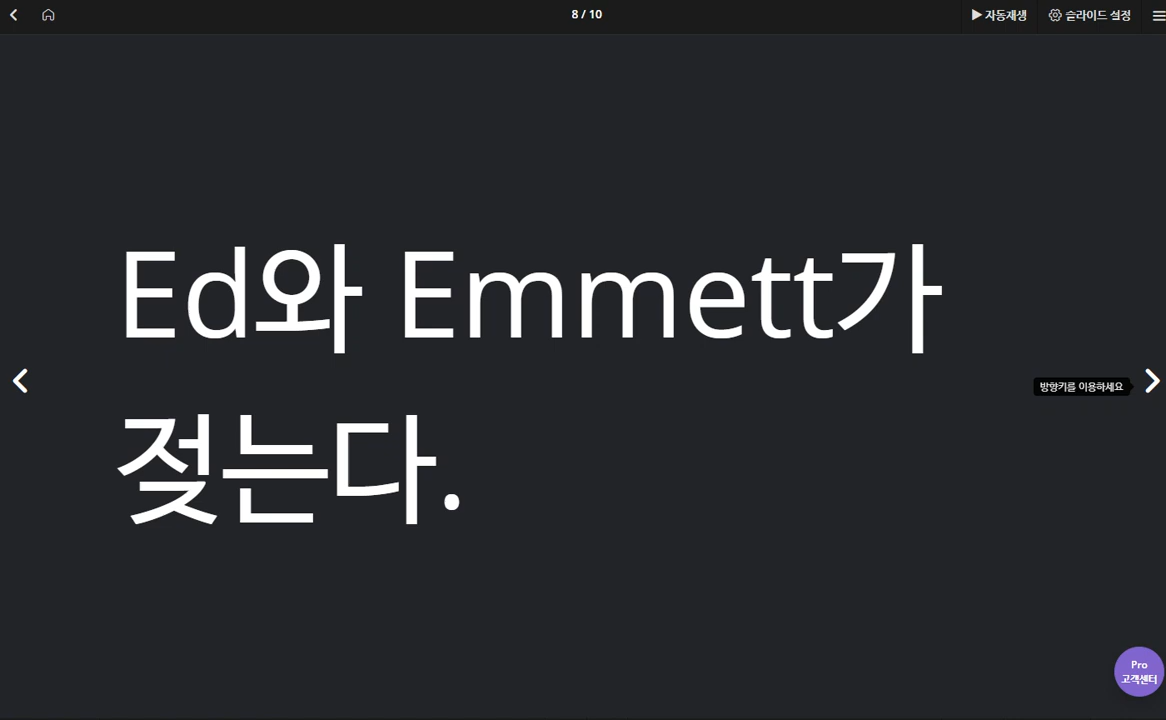 8 / 10
자동재생
슬라이드 설정
Ed와 Emmett가
젖는다.
방향키를 이용하세요
Pro
고객센터